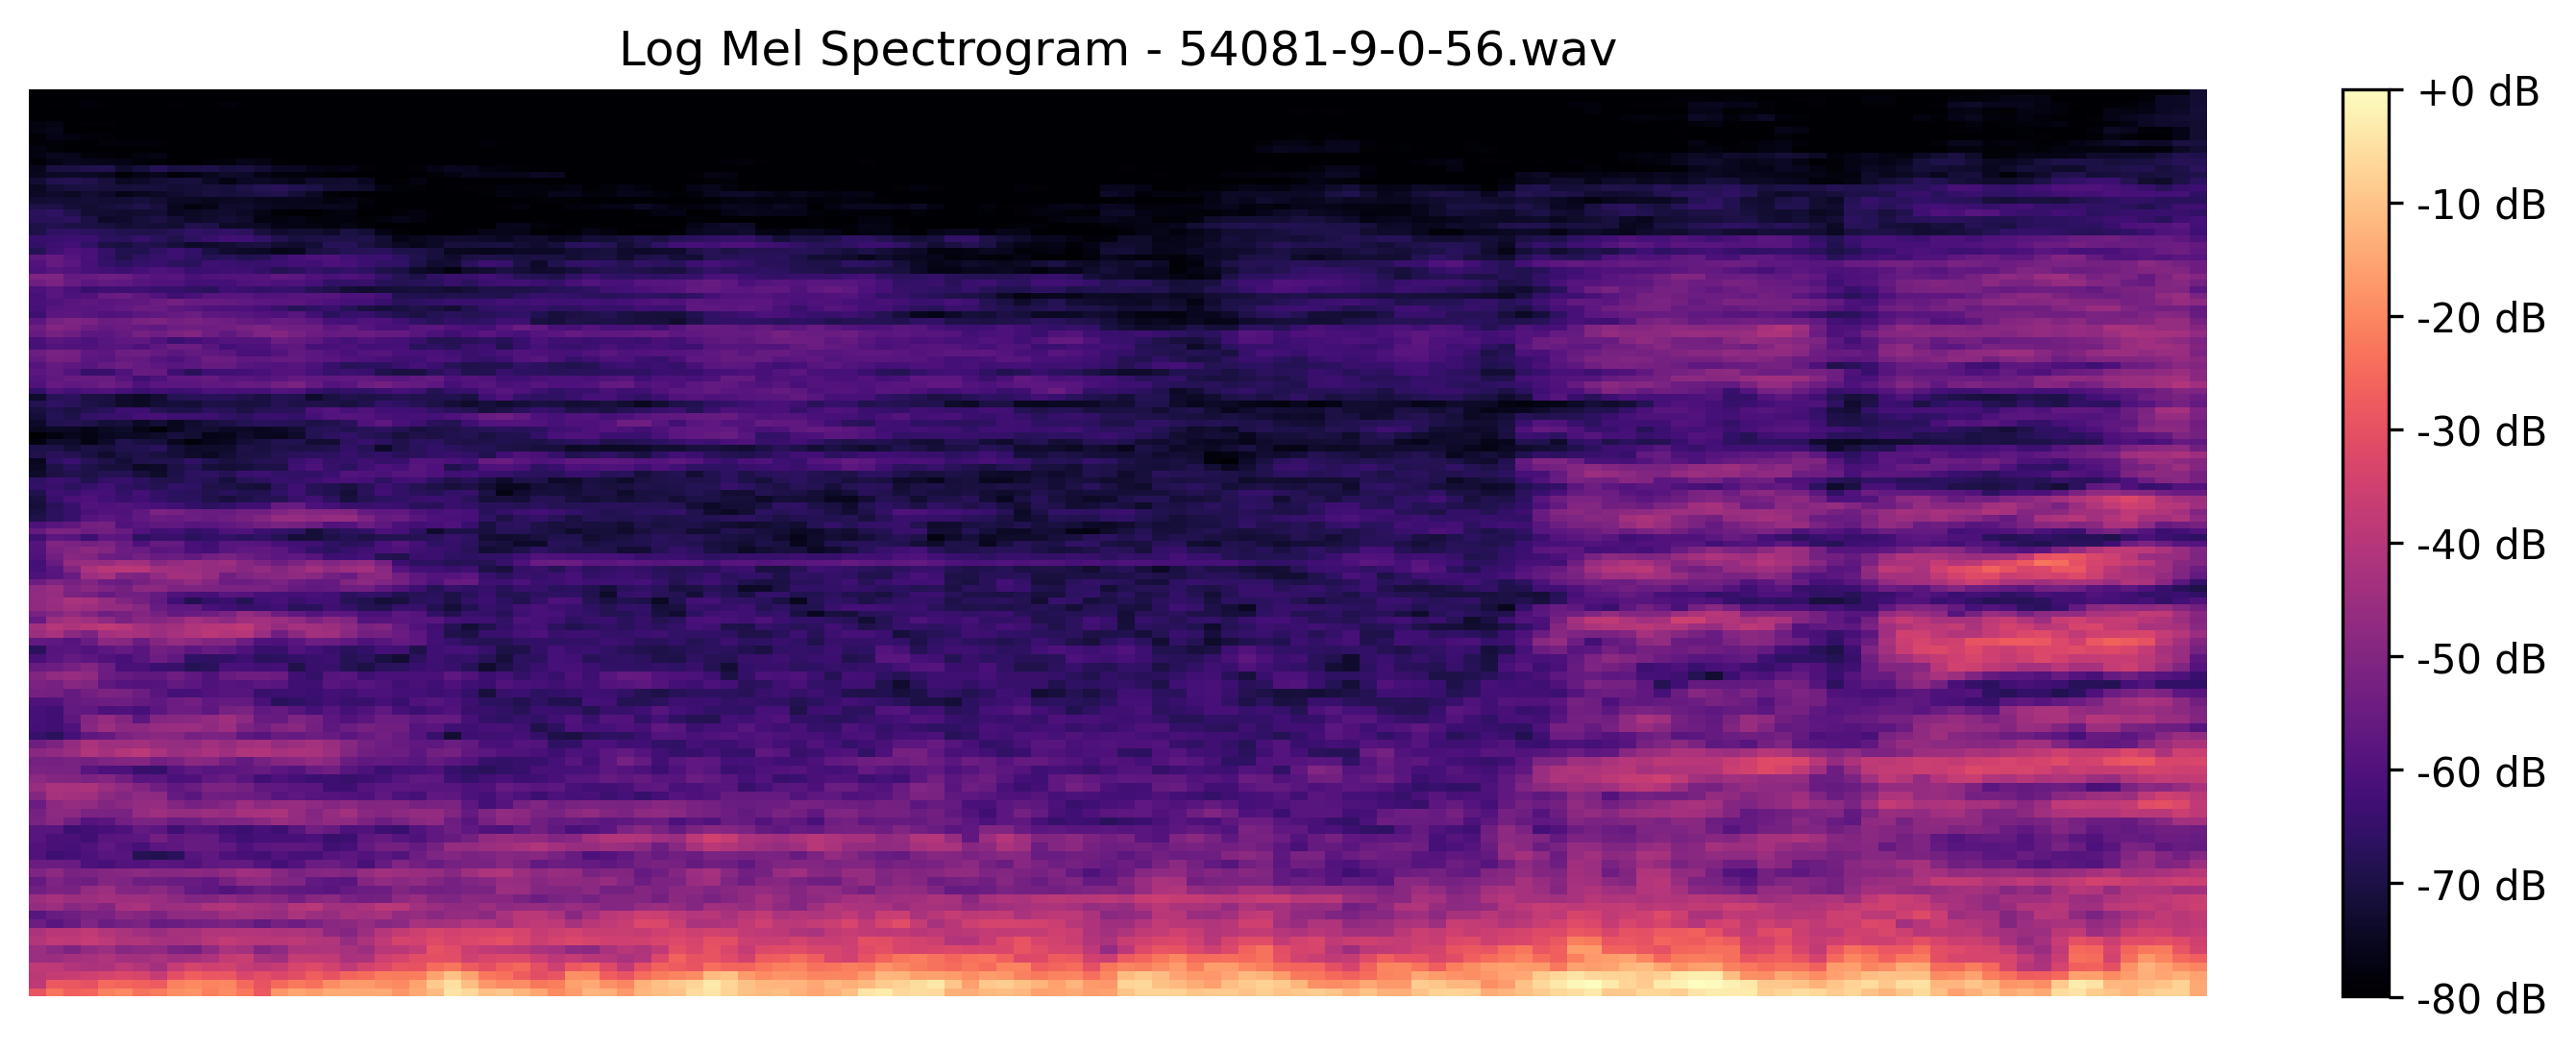 Log Mel Spectrogram - 54081-9-0-56.wav
+0 dB
-10 dB
-20 dB
-30 dB
-40 dB
-50 dB
-60 dB
-70 dB
-80 dB